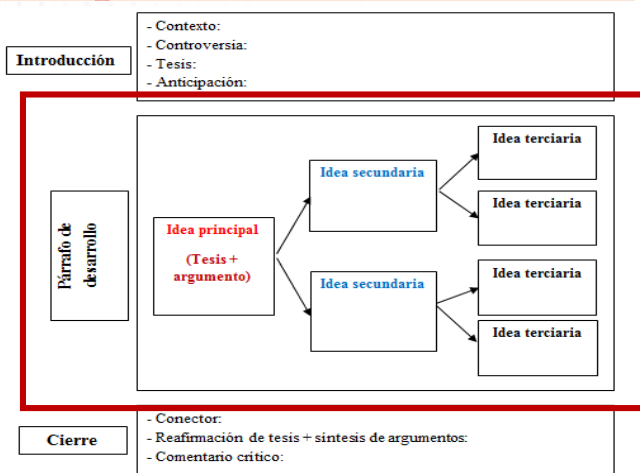 Introducción
- Contexto:
- Controversia:
- Tesis:
- Anticipación:
Párrafo de
desarrollo
Idea principal
(Tesis +
argumento)
Idea secundaria
Idea terciaria
Idea terciaria
Idea secundaria
Idea terciaria
Idea terciaria
Cierre
- Conector:
- Reafirmación de tesis + síntesis de argumentos:
- Comentario crítico: